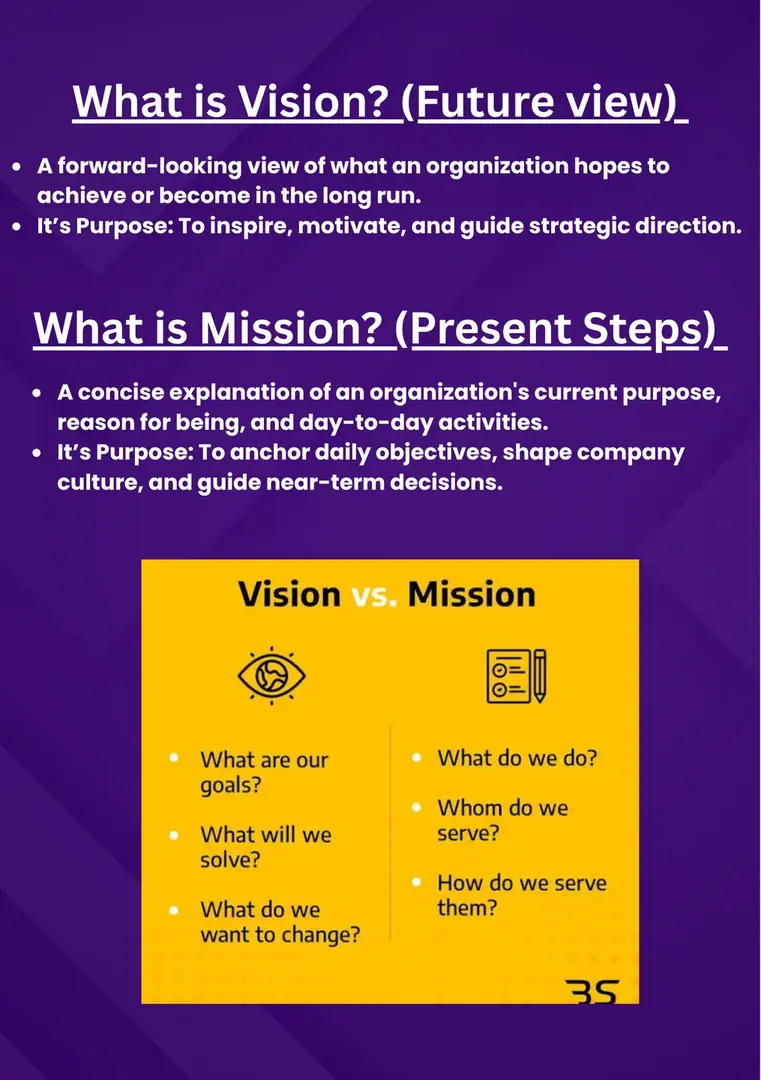 What is Vision? (Future view)
• A forward-looking view of what an organization hopes to
achieve or become in the long run.
• It’s Purpose: To inspire, motivate, and guide strategic direction.
What is Mission? (Present Steps)
• A concise explanation of an organization's current purpose,
reason for being, and day-to-day activities.
• It’s Purpose: To anchor daily objectives, shape company
culture, and guide near-term decisions.
Vision vs. Mission
• What are our
goals?
• What will we
solve?
• What do we
want to change?
• What do we do?
• Whom do we
serve?
• How do we serve
them?